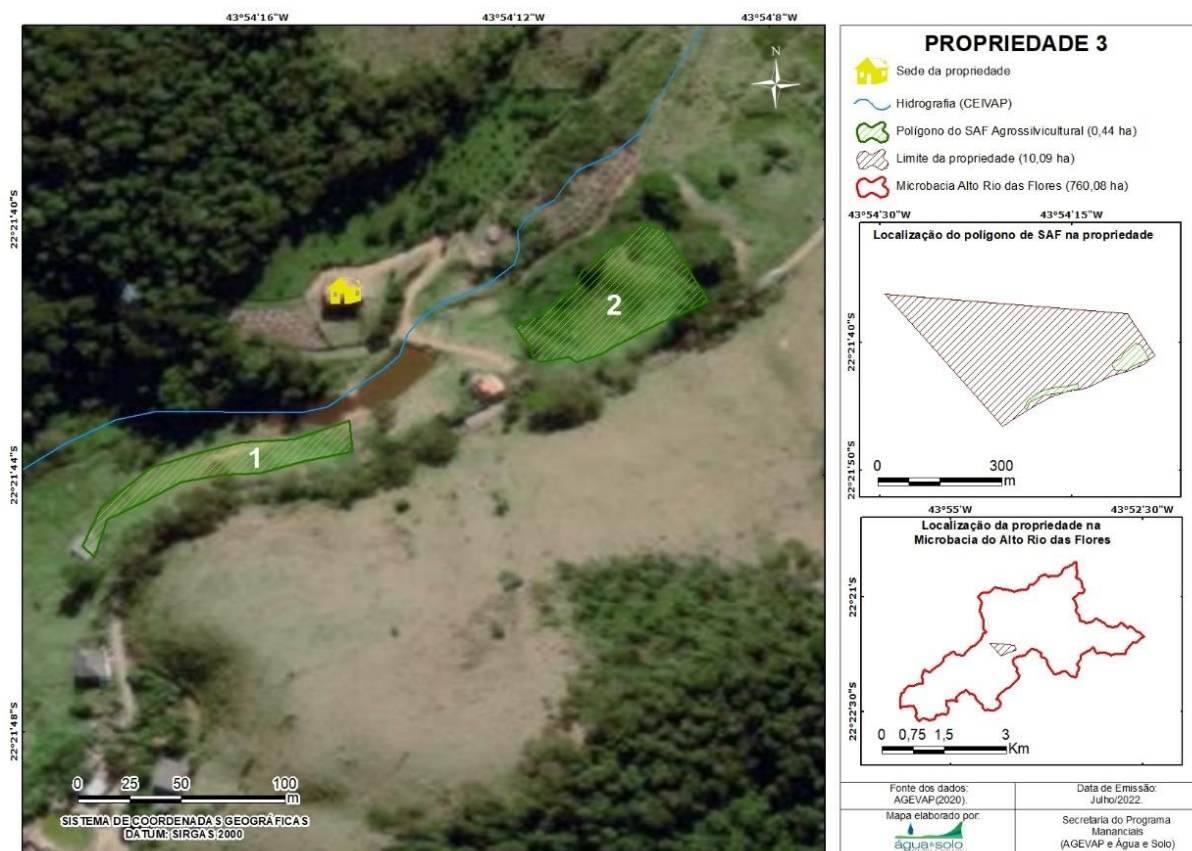 43°54'16"W
43°54'12"W
43°54'8"W
N
22°21'40"S
22°21'44"S
22°21'48"S
2
1
0
25
50
100
m
SISTEMA DE COORDENADAS GEOGRÁFICAS
DATUM: SIRGAS 2000
PROPRIEDADE 3
Sede da propriedade
Hidrografia (CEIVAP)
Polígono do SAF Agrossilvicultural (0,44 ha)
Limite da propriedade (10,09 ha)
Microbacia Alto Rio das Flores (760,08 ha)
43°54'30"W
43°54'15"W
Localização do polígono de SAF na propriedade
22°21'40"S
22°21'50"S
0
300
m
43°55'W
43°52'30"W
Localização da propriedade na
Microbacia do Alto Rio das Flores
22°21'S
22°22'30"S
0
0,75
1,5
3
Km
Fonte dos dados:
AGEVAP(2020).
Data de Emissão:
Julho/2022.
Mapa elaborado por:
água e solo
Secretaria do Programa
Mananciais
(AGEVAP e Água e Solo)